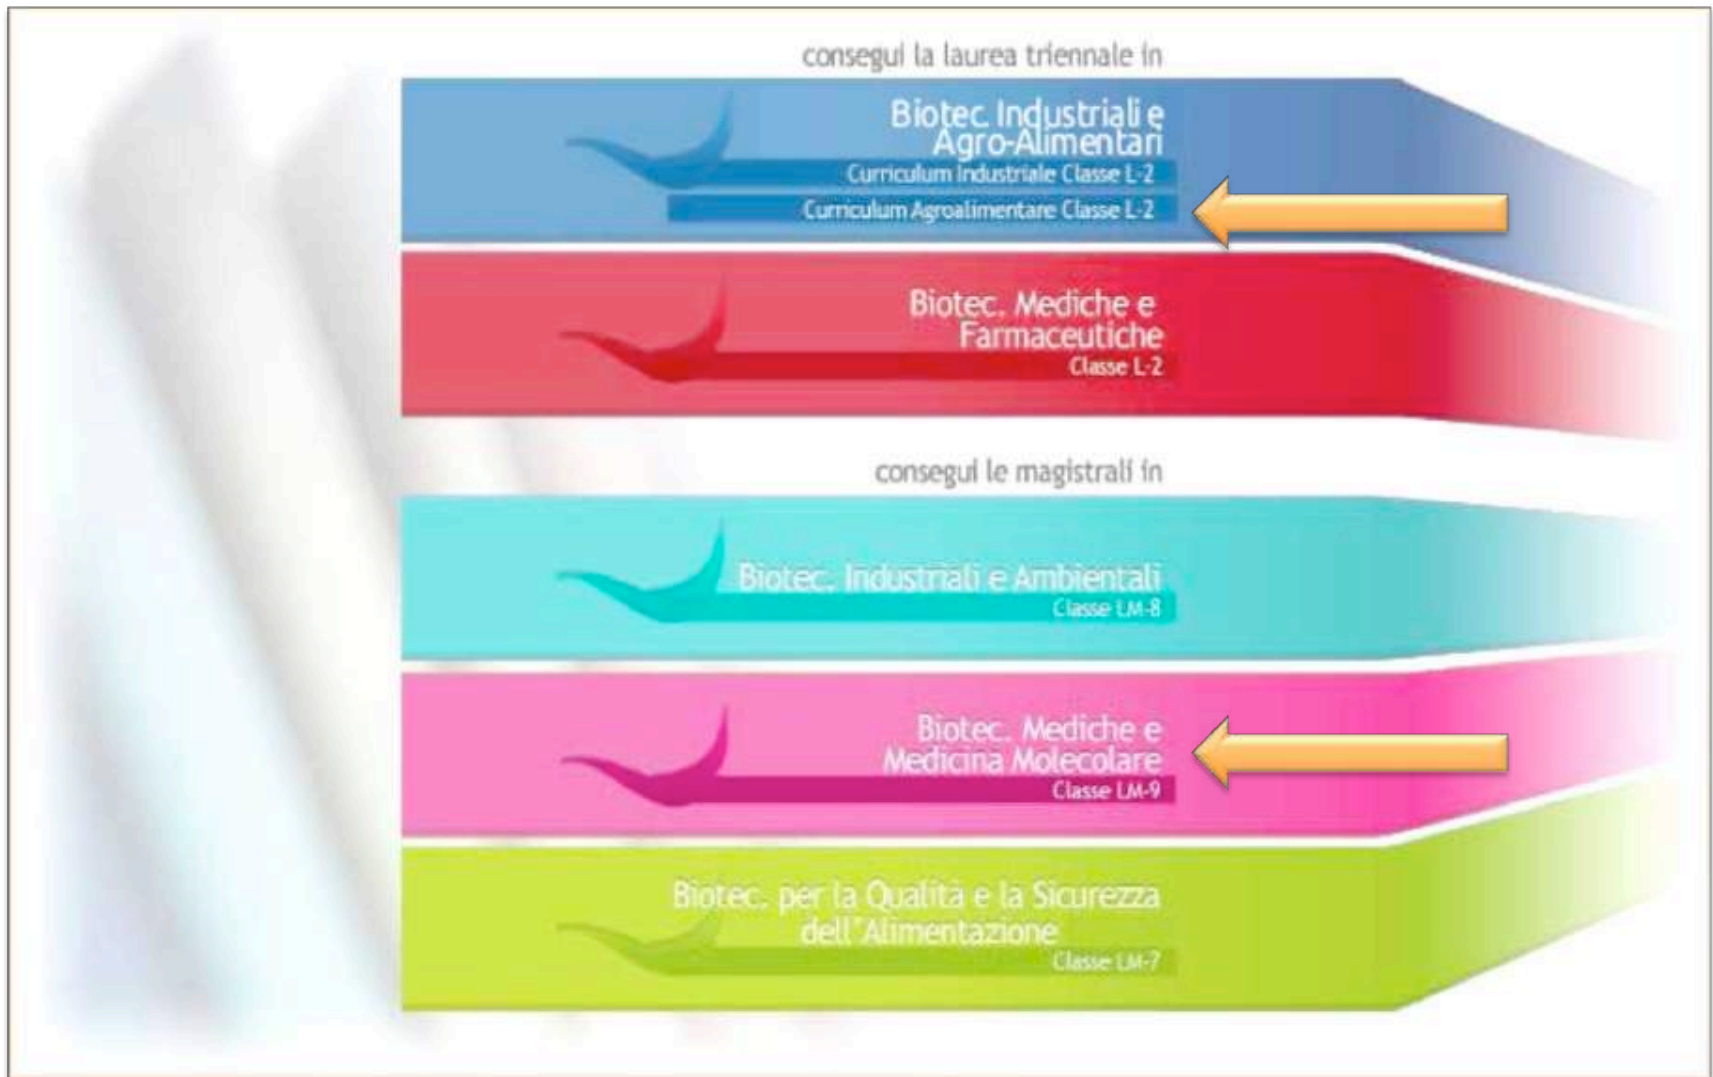 consegui la laurea triennale in
Biotec. Industriali e
Agro-Alimentari
Curriculum Industriale Classe L-2
Curriculum Agroalimentare Classe L-2
Biotec. Mediche e
Farmaceutiche
Classe L-2
consegui le magistrali in
Biotec. Industriali e Ambientali
Classe LM-8
Biotec. Mediche e
Medicina Molecolare
Classe LM-9
Biotec. per la Qualità e la Sicurezza
dell'Alimentazione
Classe LM-7